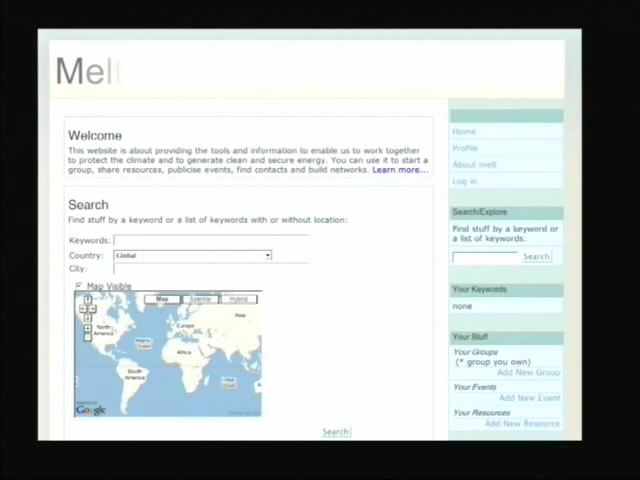 Melt
Welcome
This website is about providing the tools and information to enable us to work together
to protect the climate and to generate clean and secure energy. You can use it to start a
group, share resources, publicise events, find contacts and build networks. Learn more...
Search
Find stuff by a keyword or a list of keywords with or without location:
Keywords:
Country: Global
City:
Map Visible
Map Satellite Hybrid
North
America
Atlantic
Ocean
Europe
Asia
Africa
South
America
Indian
Ocean
Google
Search
Home
Profile
About melt
Log in
Search/Explore
Find stuff by a keyword or
a list of keywords:
Search
Your Keywords
none
Your Stuff
Your Groups
(* group you own)
Add New Group
Your Events
Add New Event
Your Resources
Add New Resource